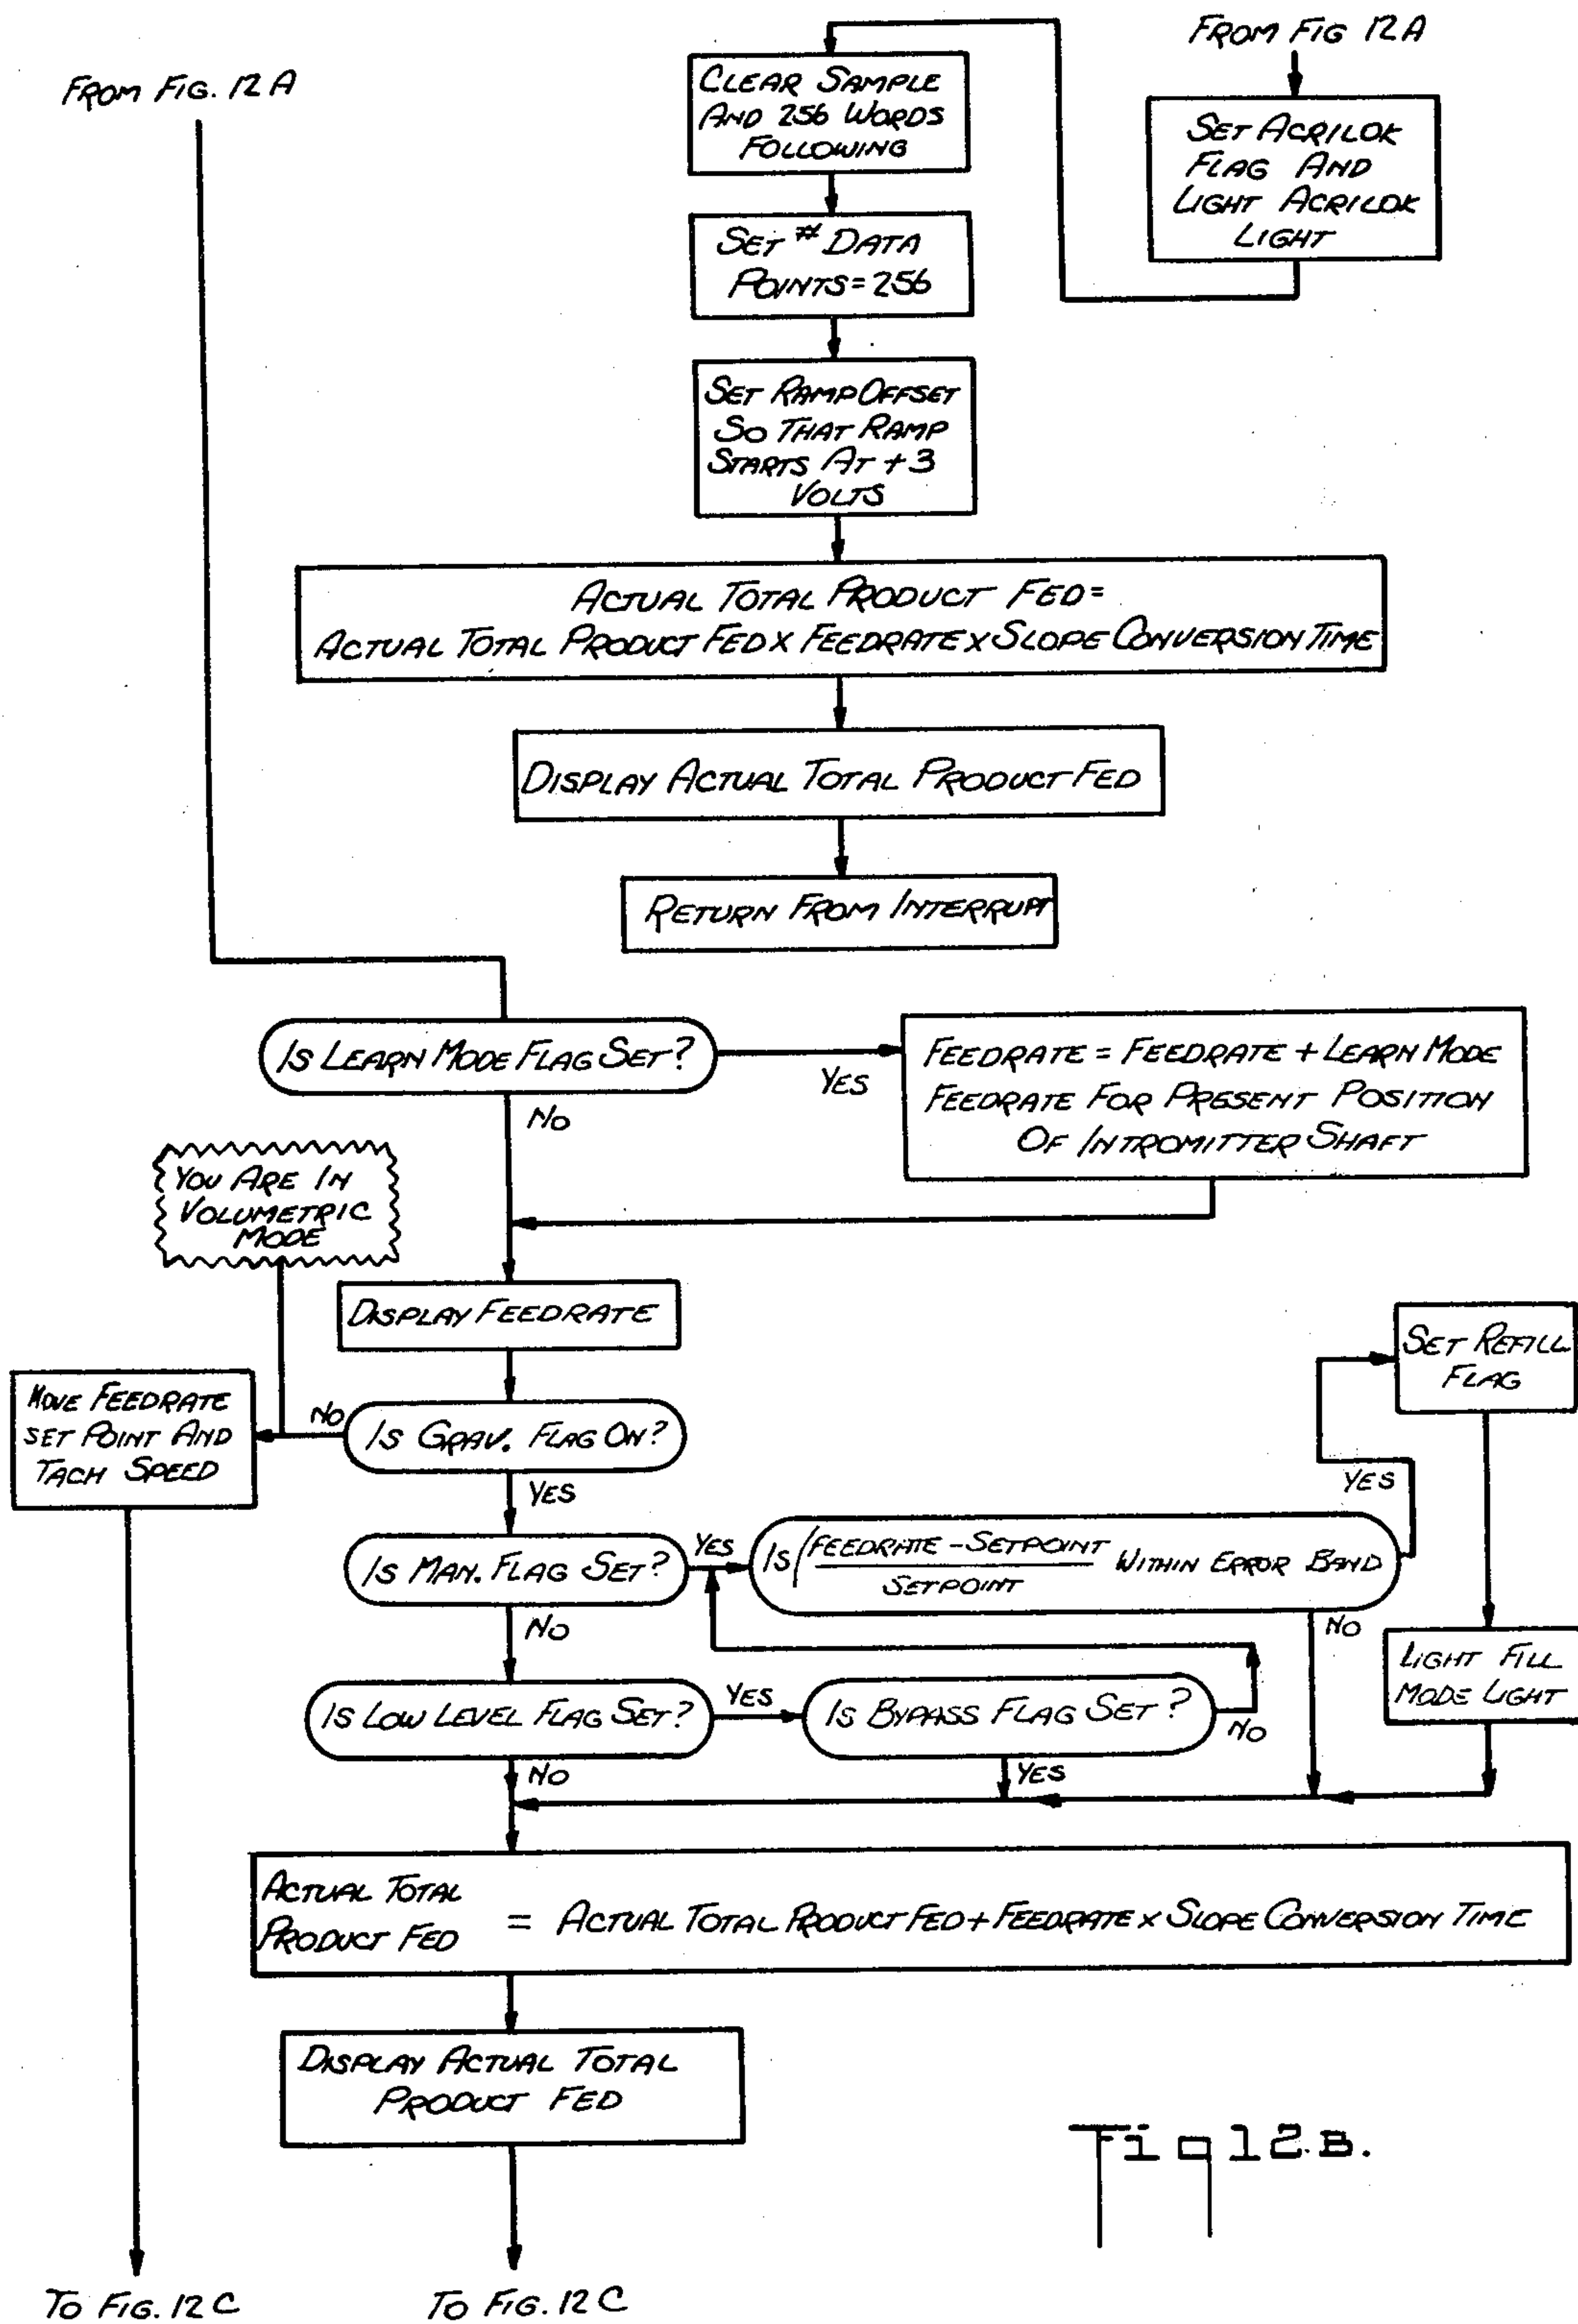 FROM FIG. 12A
FROM FIG 12A
CLEAR SAMPLE
AND 256 WORDS
FOLLOWING
SET ACRILOK
FLAG AND
LIGHT ACRILOK
LIGHT
SET # DATA
POINTS = 256
SET RAMP OFFSET
SO THAT RAMP
STARTS AT +3
VOLTS
ACTUAL TOTAL PRODUCT FED =
ACTUAL TOTAL PRODUCT FED X FEEDRATE X SLOPE CONVERSION TIME
DISPLAY ACTUAL TOTAL PRODUCT FED
RETURN FROM INTERRUPT
IS LEARN MODE FLAG SET?
YES
NO
FEEDRATE = FEEDRATE + LEARN MODE
FEEDRATE FOR PRESENT POSITION
OF INTROMITTER SHAFT
YOU ARE IN
VOLUMETRIC
MODE
DISPLAY FEEDRATE
SET REFILL
FLAG
MOVE FEEDRATE
SET POINT AND
TACH SPEED
NO
IS GRAV. FLAG ON?
YES
YES
IS MAN. FLAG SET?
YES
NO
IS (FEEDRATE - SETPOINT
SETPOINT
WITHIN ERROR BAND
NO
LIGHT FILL
MODE LIGHT
IS LOW LEVEL FLAG SET?
YES
NO
IS BYPASS FLAG SET?
NO
YES
ACTUAL TOTAL
PRODUCT FED
= ACTUAL TOTAL PRODUCT FED + FEEDRATE X SLOPE CONVERSION TIME
DISPLAY ACTUAL TOTAL
PRODUCT FED
Fig 12B.
TO FIG. 12C
TO FIG. 12C